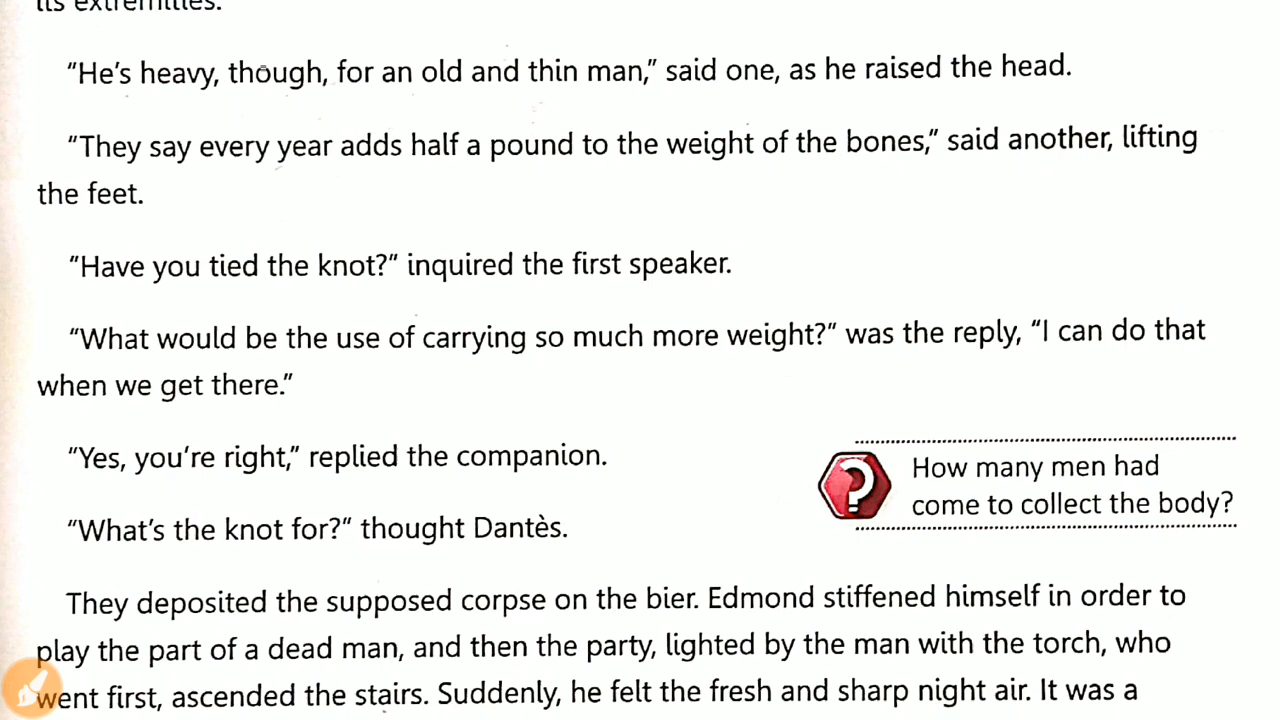 its extremities.
"He's heavy, though, for an old and thin man," said one, as he raised the head.
"They say every year adds half a pound to the weight of the bones," said another, lifting
the feet.
"Have you tied the knot?" inquired the first speaker.
"What would be the use of carrying so much more weight?" was the reply, "I can do that
when we get there."
"Yes, you're right," replied the companion.
"What's the knot for?" thought Dantès.
How many men had
come to collect the body?
They deposited the supposed corpse on the bier. Edmond stiffened himself in order to
play the part of a dead man, and then the party, lighted by the man with the torch, who
went first, ascended the stairs. Suddenly, he felt the fresh and sharp night air. It was a